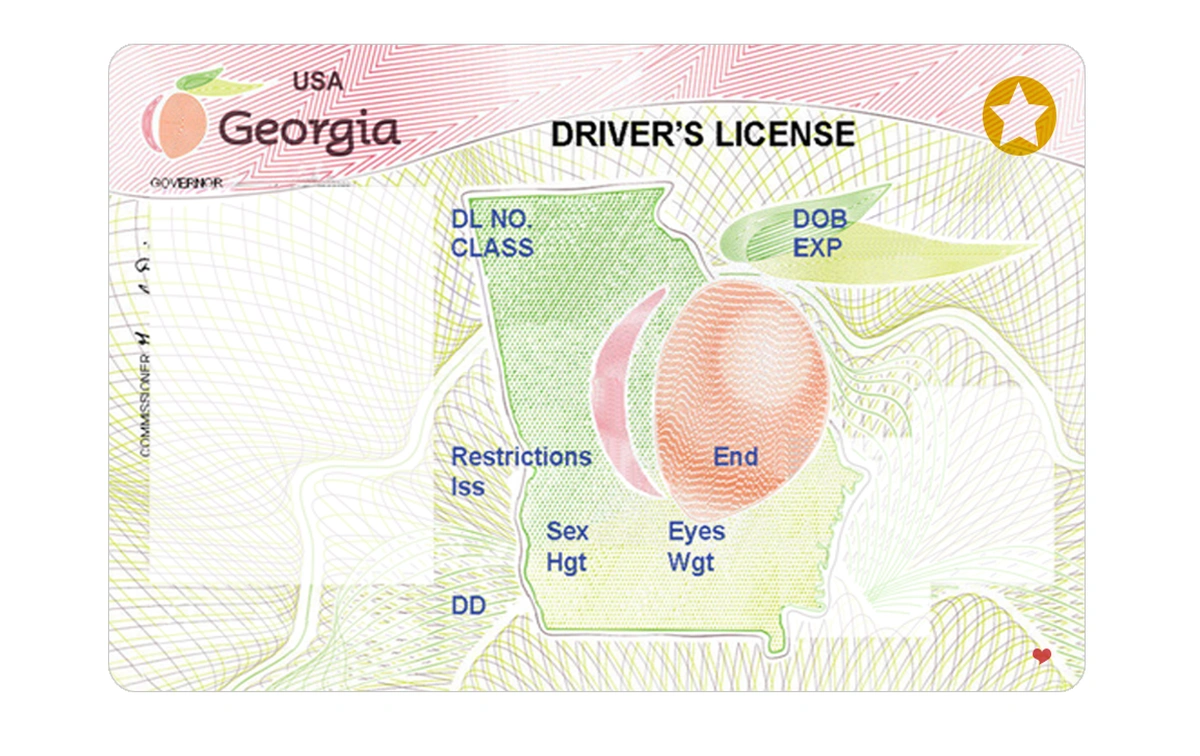 USA
Georgia
DRIVER'S LICENSE
GOVERNOR
COMMISSIONER
DL NO.
CLASS
DOB
EXP
Restrictions
End
Iss
Sex
Eyes
Hgt
Wgt
DD